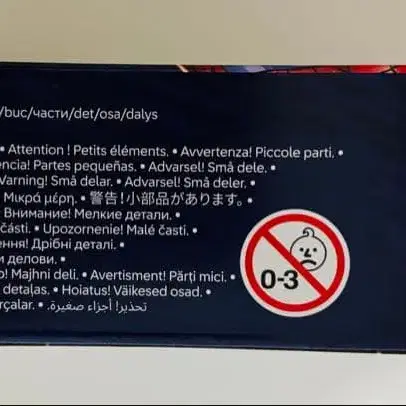 /buc/части/det/osa/dalys
• Attention ! Petits éléments. • Avvertenza! Piccole parti. •
encia! Partes pequeñas. • Advarsel! Små dele. •
Warning! Små delar. • Advarsel! Små deler. •
Μικρά μέρη. • 警告!小部品があります。 •
Внимание! Мелкие детали. •
části. • Upozornenie! Malé časti. •
ення! Дрібні деталі. •
и делови. •
o! Majhni deli. • Avertisment! Părți mici. •
detaļas. • Hoiatus! Väikesed osad. •
rçalar. • تحذير! أجزاء صغيرة. •
0-3